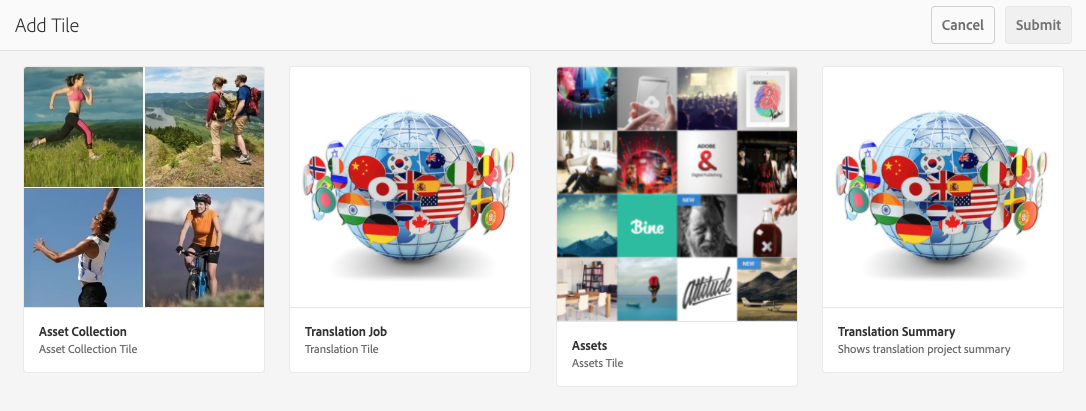 Add Tile
Cancel
Submit
ADOBE
&
ADOBE
&
Digital Publishing
NEW
Bine
NEW
Attitude
Asset Collection
Asset Collection Tile
Translation Job
Translation Tile
Assets
Assets Tile
Translation Summary
Shows translation project summary